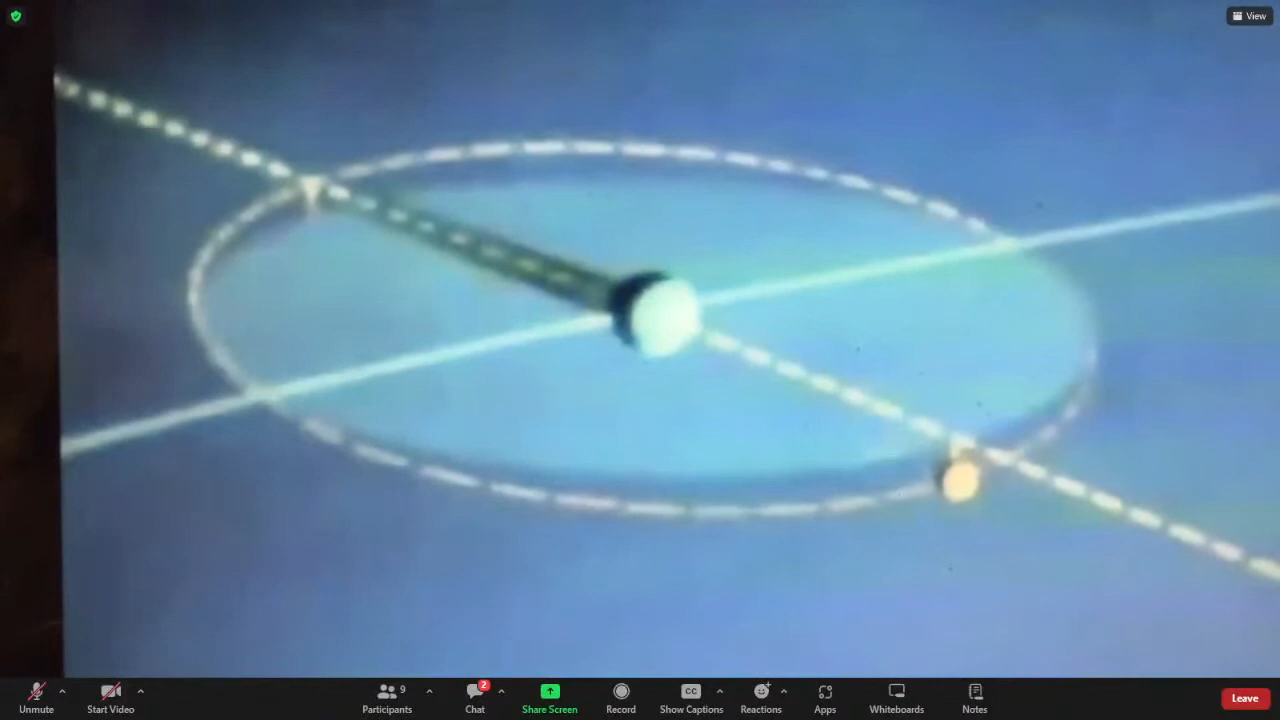 View
Unmute
Start Video
9
Participants
2
Chat
Share Screen
Record
CC
Show Captions
Reactions
Apps
Whiteboards
Notes
Leave